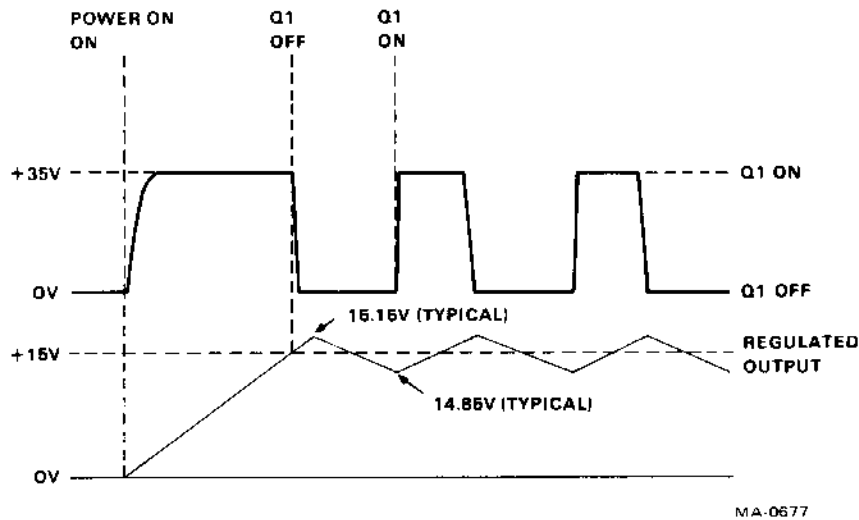 POWER ON
ON
Q1
OFF
Q1
ON
+35V
Q1 ON
0V
Q1 OFF
15.15V (TYPICAL)
+15V
REGULATED
OUTPUT
14.85V (TYPICAL)
0V
MA-0677